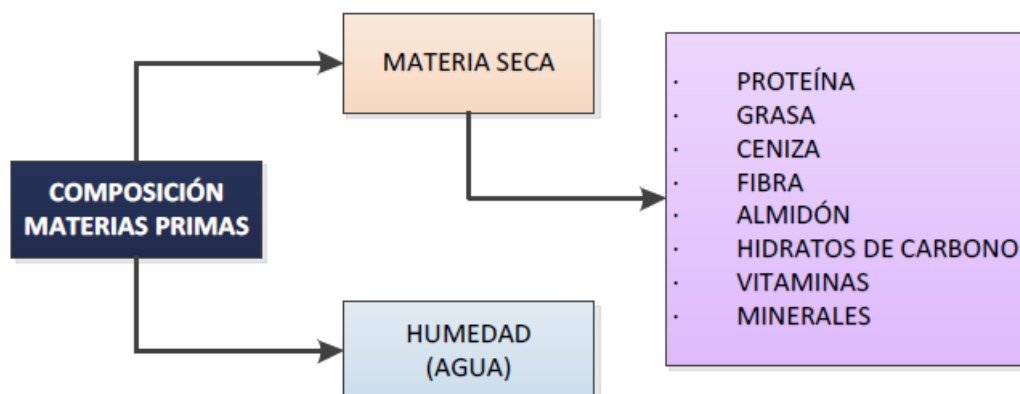 COMPOSICIÓN
MATERIAS PRIMAS
MATERIA SECA
HUMEDAD
(AGUA)
· PROTEÍNA
· GRASA
· CENIZA
· FIBRA
· ALMIDÓN
· HIDRATOS DE CARBONO
· VITAMINAS
· MINERALES